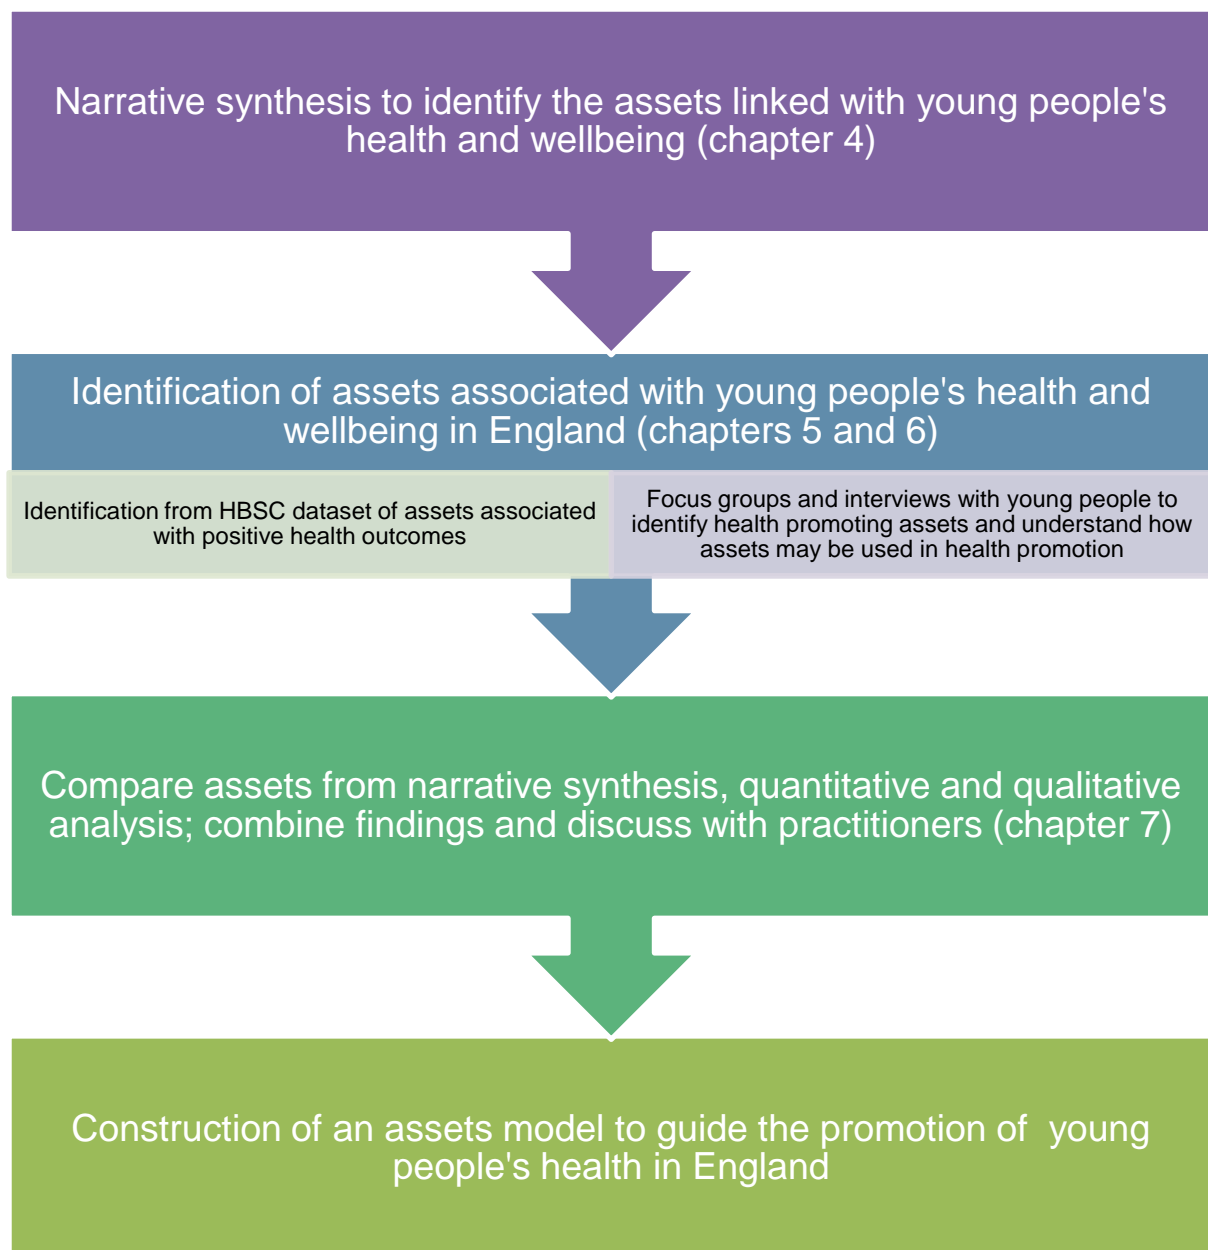 Narrative synthesis to identify the assets linked with young people's
health and wellbeing (chapter 4)
Identification of assets associated with young people's health and
wellbeing in England (chapters 5 and 6)
Identification from HBSC dataset of assets associated
with positive health outcomes
Focus groups and interviews with young people to
identify health promoting assets and understand how
assets may be used in health promotion
Compare assets from narrative synthesis, quantitative and qualitative
analysis; combine findings and discuss with practitioners (chapter 7)
Construction of an assets model to guide the promotion of  young
people's health in England